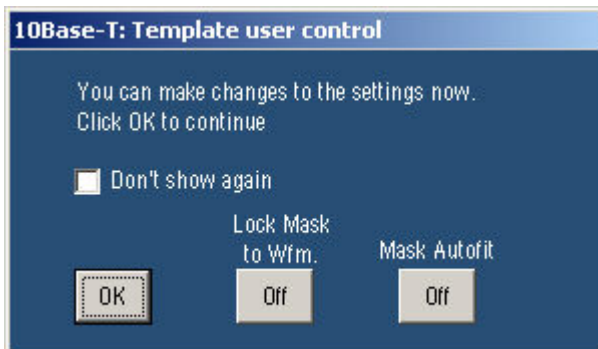 10Base-T: Template user control
You can make changes to the settings now.
Click OK to continue
Don't show again
Lock Mask
to Wfm.
Mask Autofit
OK
Off
Off